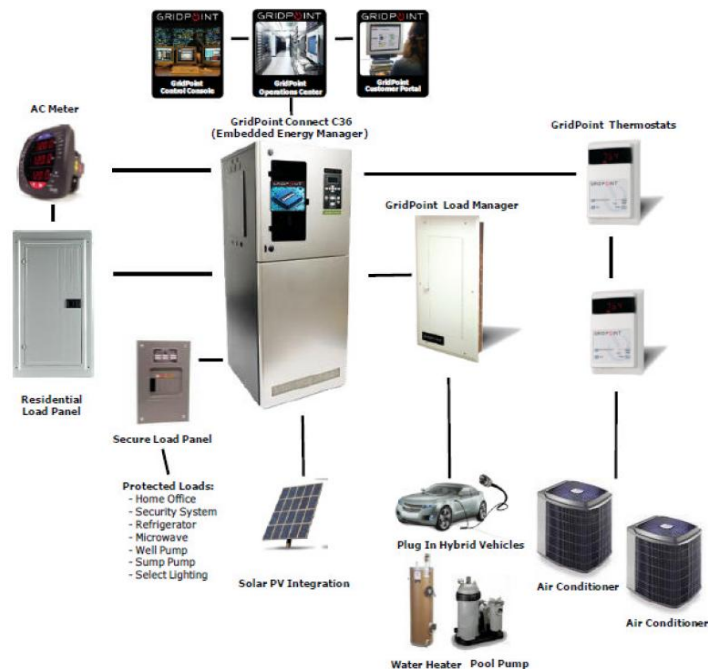 GRIDPOINT
GridPoint
Control Console
GRIDPOINT
GridPoint
Operations Center
GRIDPOINT
GridPoint
Customer Portal
AC Meter
GridPoint Connect C36
(Embedded Energy Manager)
GridPoint Thermostats
GRIDPOINT
GRIDPOINT
GridPoint Load Manager
GRIDPOINT
Residential
Load Panel
Secure Load Panel
Protected Loads:
- Home Office
- Security System
- Refrigerator
- Microwave
- Well Pump
- Sump Pump
- Select Lighting
Solar PV Integration
Plug In Hybrid Vehicles
Water Heater
Pool Pump
Air Conditioner
Air Conditioner